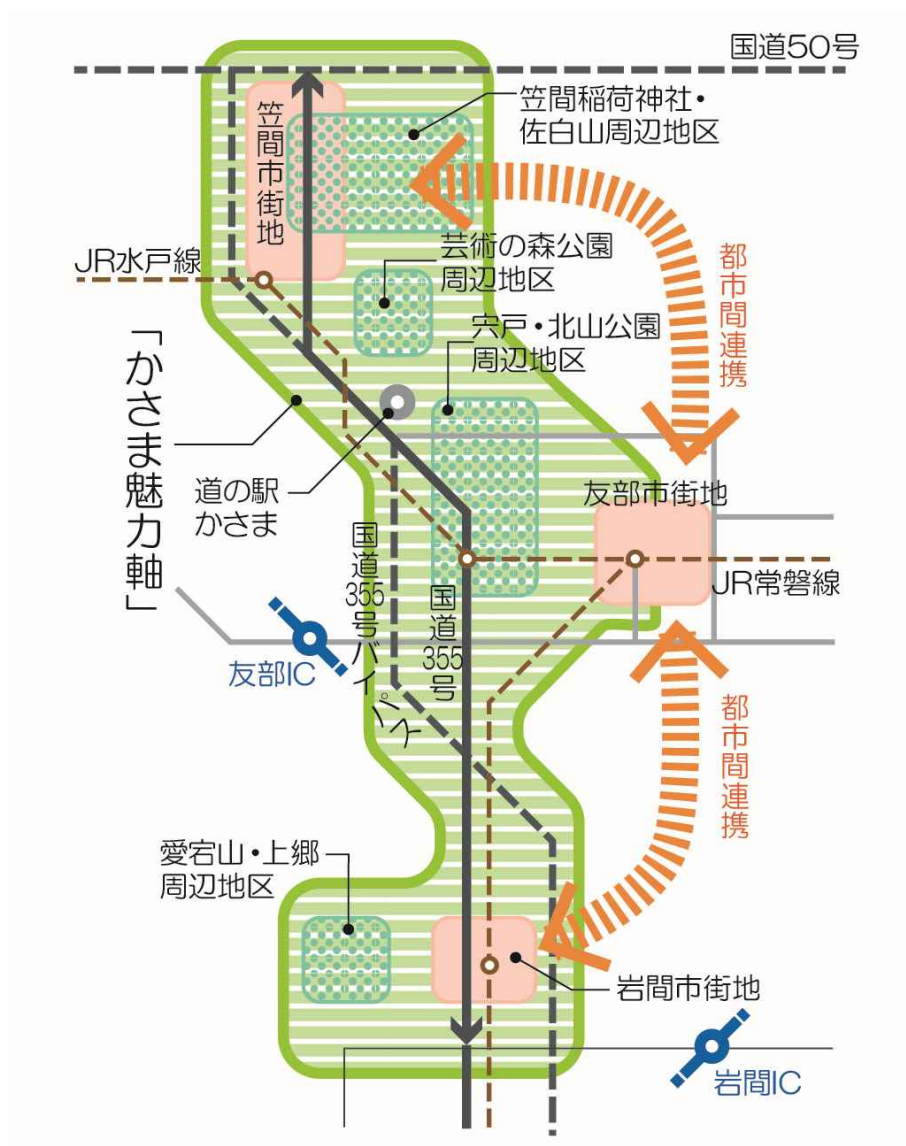 国道50号
笠間稲荷神社・
佐白山周辺地区
笠間市街地
芸術の森公園
周辺地区
JR水戸線
都市間連携
宍戸・北山公園
周辺地区
「かさま魅力軸」
道の駅
かさま
友部市街地
国道355号バイパス
国道355号
JR常磐線
友部IC
都市間連携
愛宕山・上郷
周辺地区
岩間市街地
岩間IC